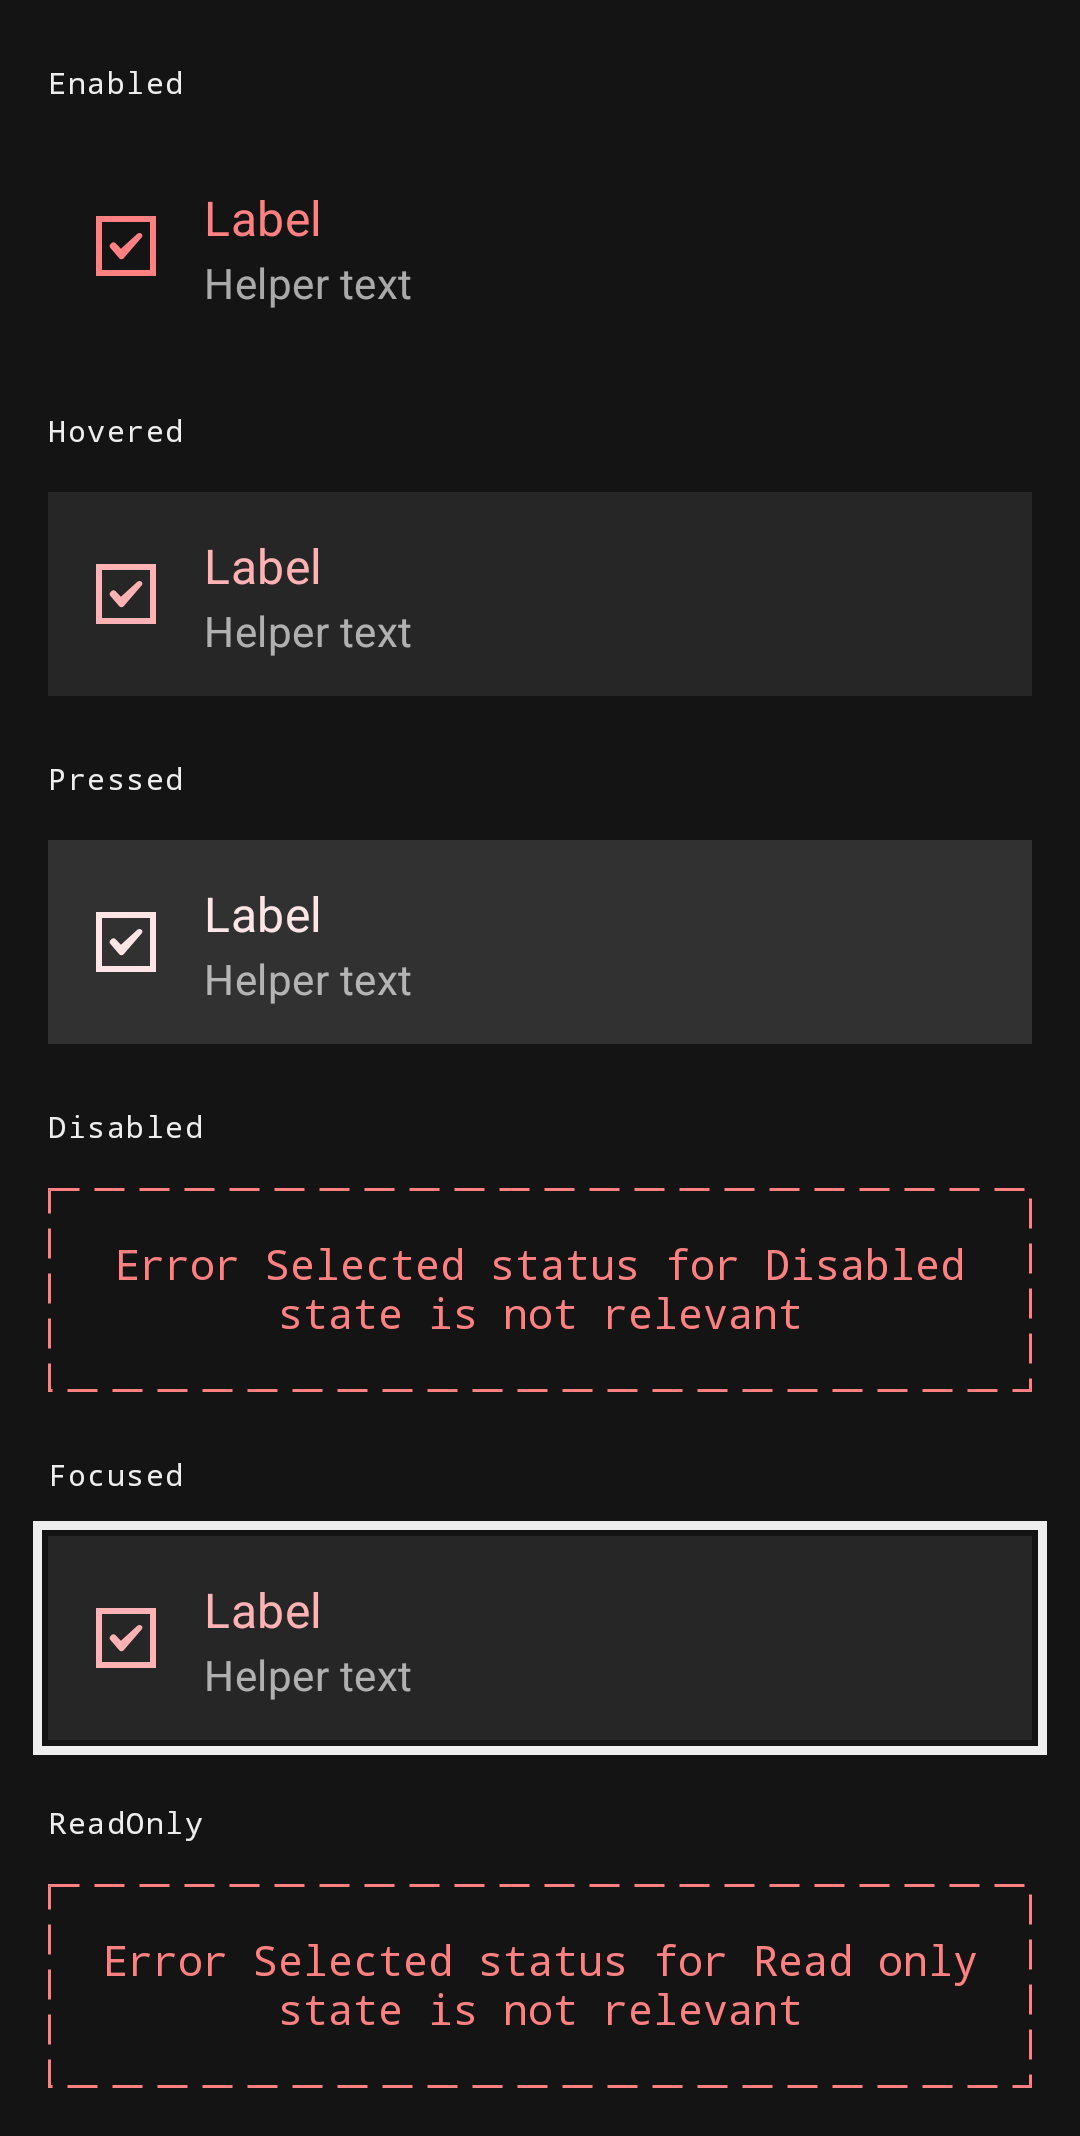 Enabled
Label
Helper text
Hovered
Label
Helper text
Pressed
Label
Helper text
Disabled
Error Selected status for Disabled
state is not relevant
Focused
Label
Helper text
ReadOnly
Error Selected status for Read only
state is not relevant